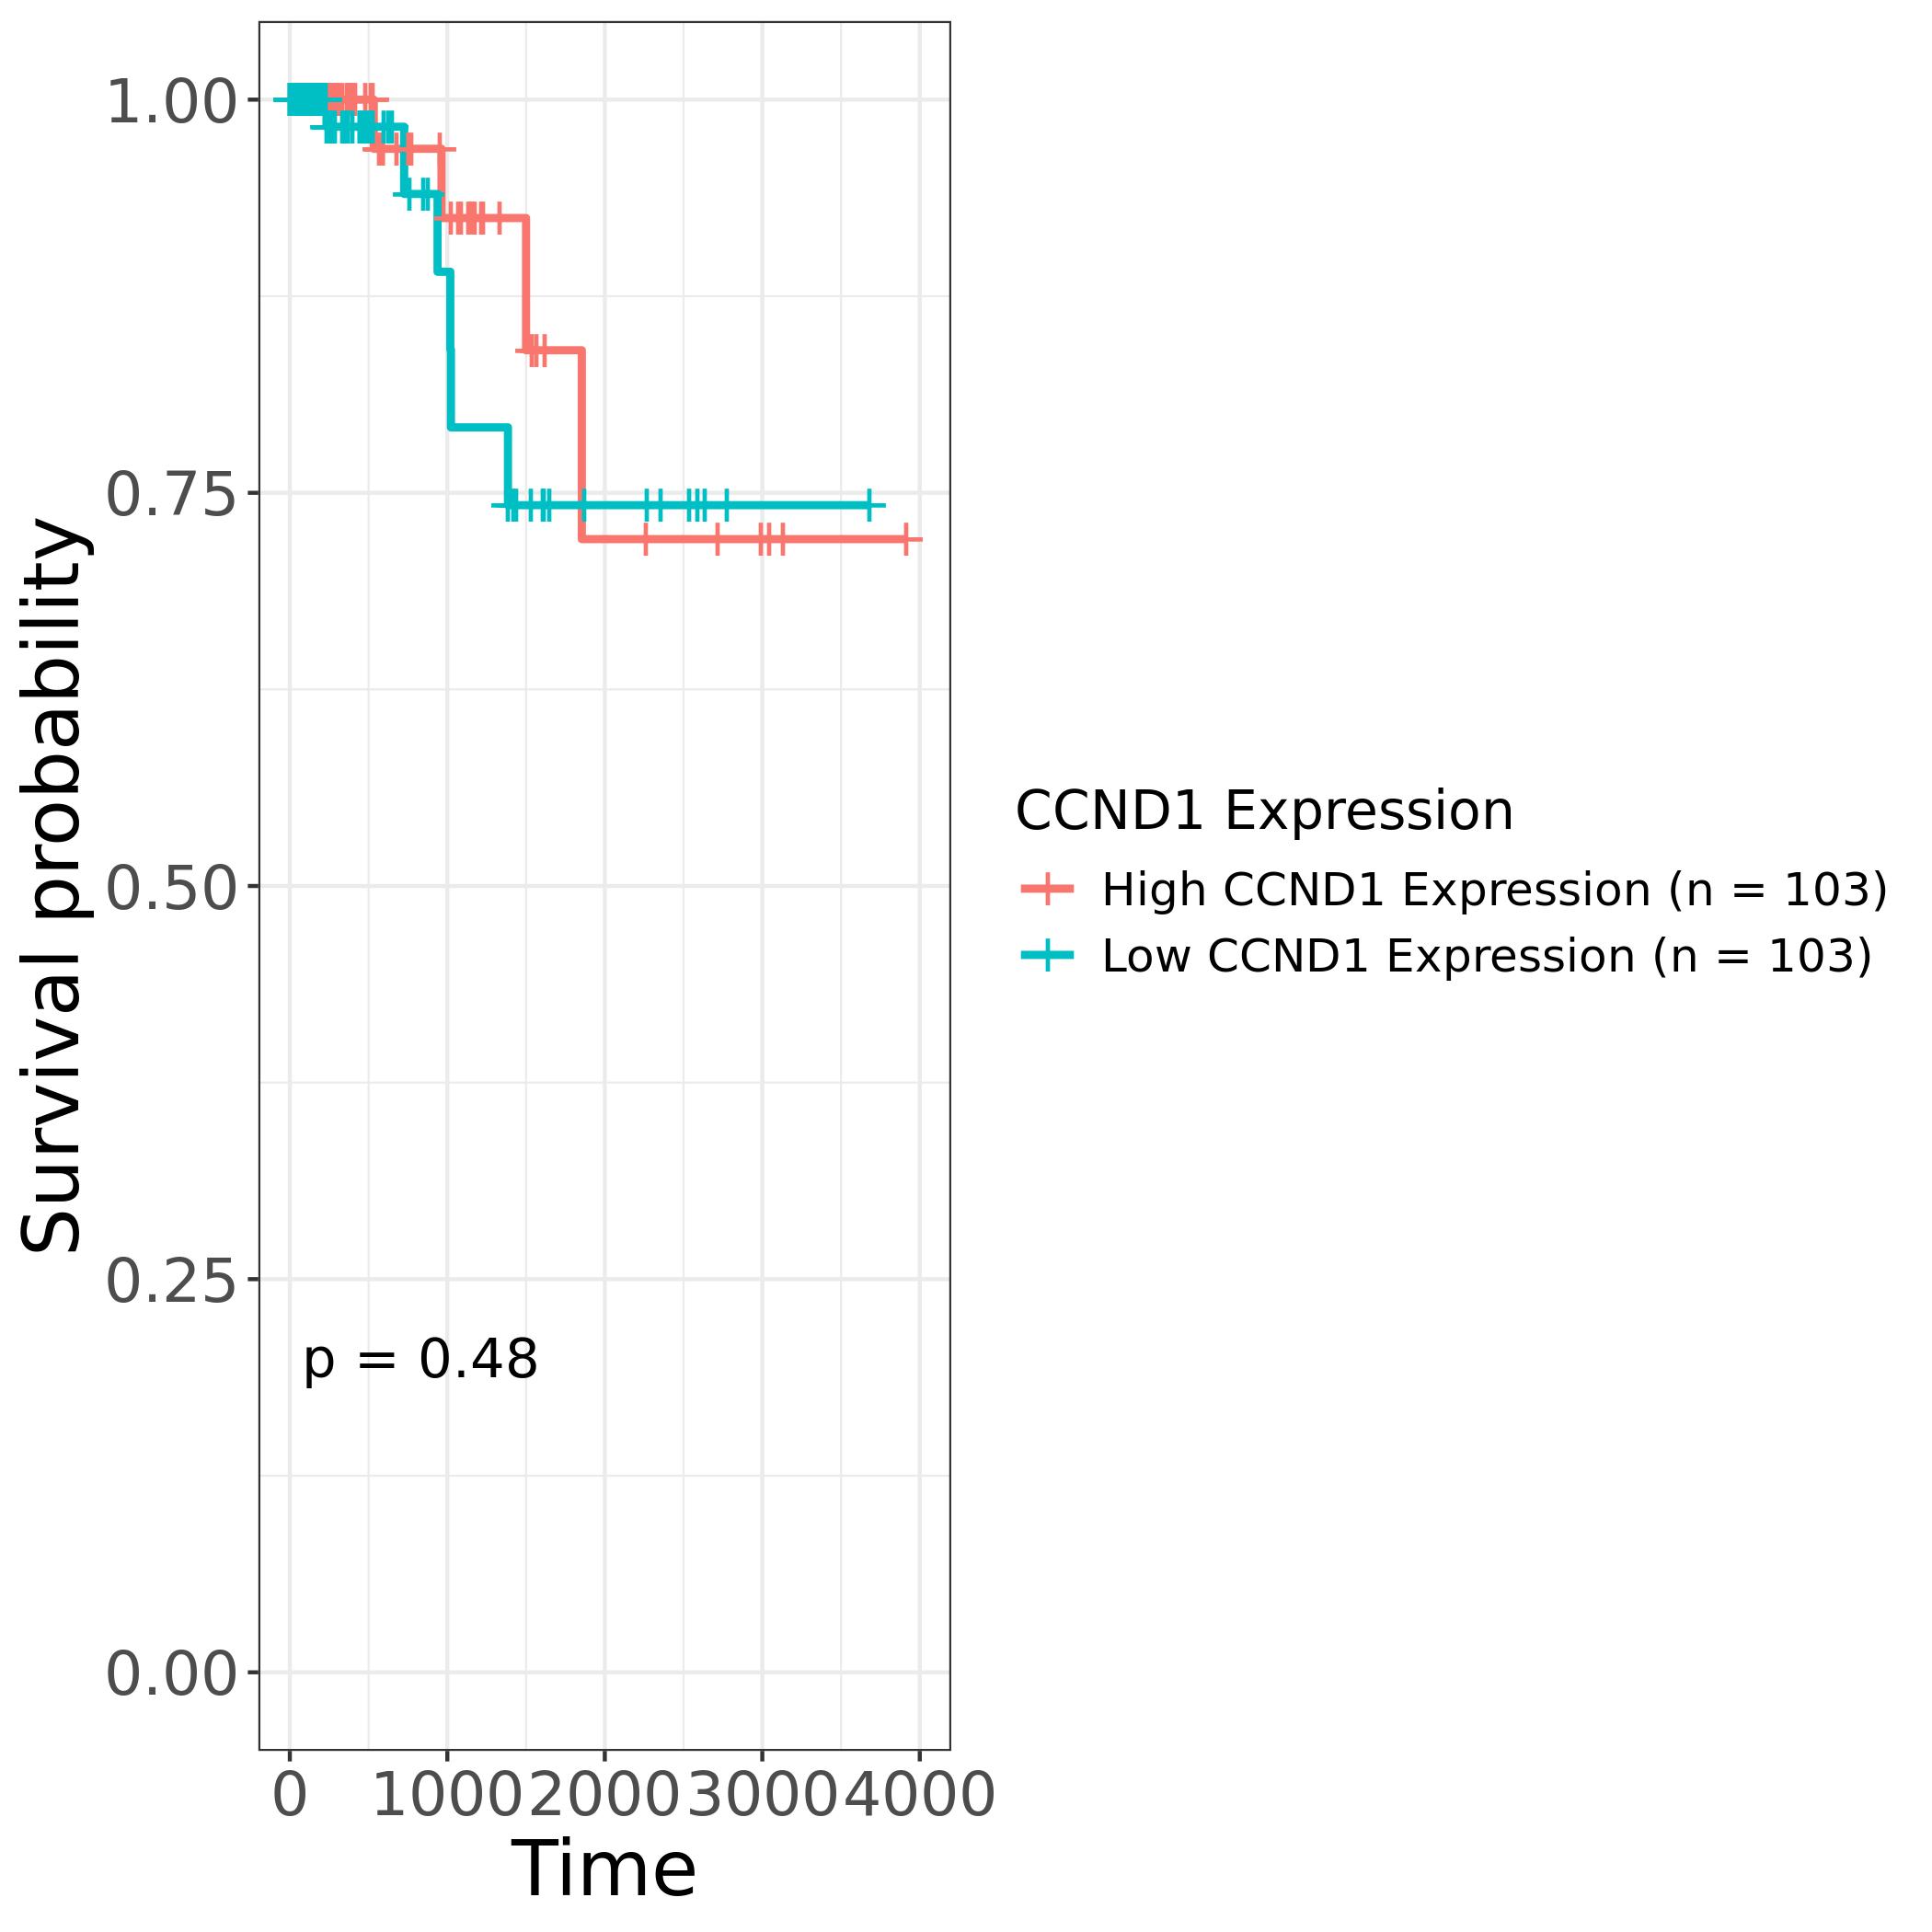 1.00
0.75
0.50
0.25
0.00
Survival probability
p = 0.48
0 1000 2000 3000 4000
Time
CCND1 Expression
High CCND1 Expression (n = 103)
Low CCND1 Expression (n = 103)